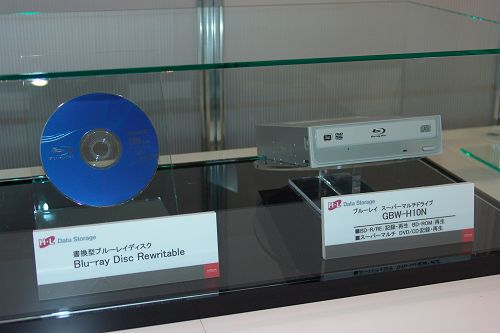 H·L Data Storage
書換型ブルーレイディスク
Blu-ray Disc Rewritable
H·L Data Storage
ブルーレイ スーパーマルチドライブ
GBW-H10N
■BD-R/RE:記録・再生 BD-ROM:再生
■スーパーマルチ DVD/CD:記録・再生